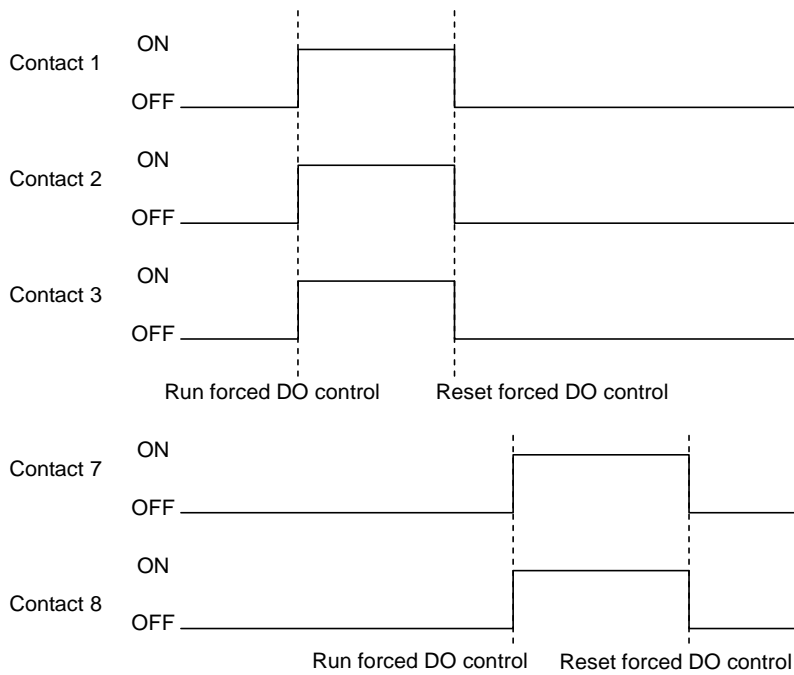 ON
Contact 1
OFF
ON
Contact 2
OFF
ON
Contact 3
OFF
Run forced DO control Reset forced DO control
ON
Contact 7
OFF
ON
Contact 8
OFF
Run forced DO control Reset forced DO control